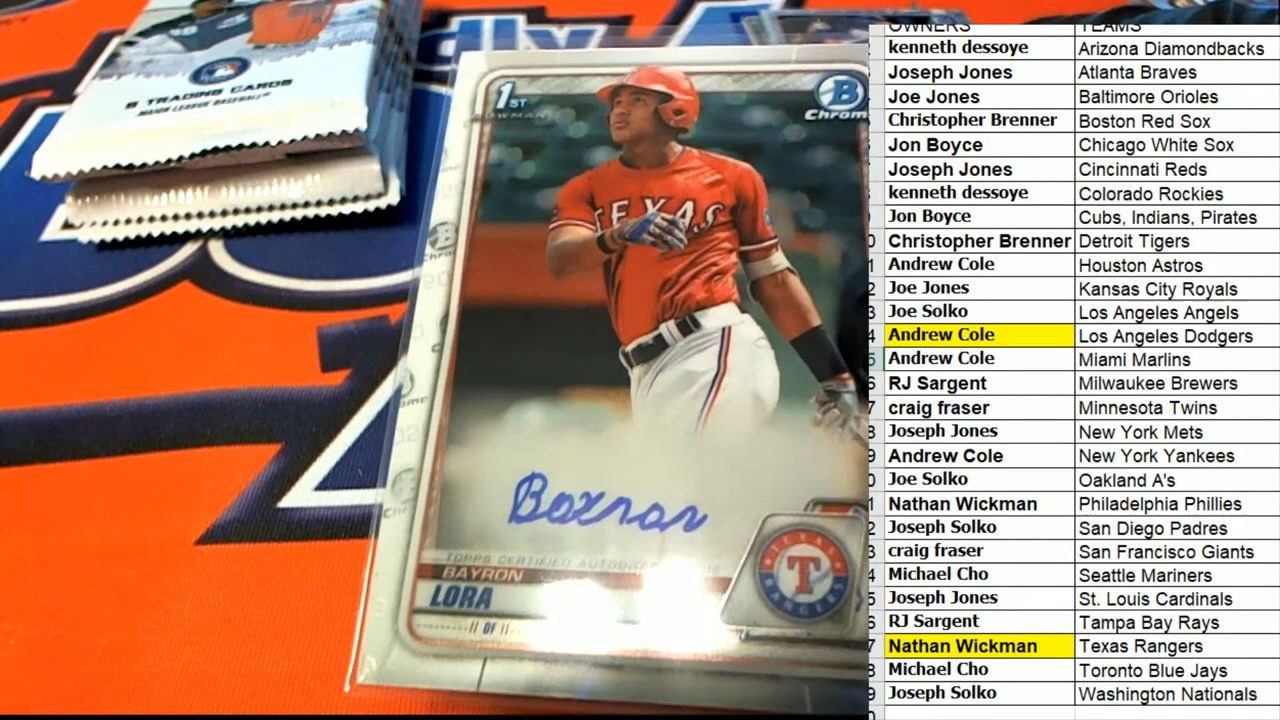 8 TRADING CARDS
MAJOR LEAGUE BASEBALL
1ST
BOWMAN
B
Chrom
TEXAS
Bayron
TOPPS CERTIFIED AUTOGRA
BAYRON
LORA
OF
TEXAS
T
RANGERS
OWNERS TEAMS
kenneth dessoye Arizona Diamondbacks
Joseph Jones Atlanta Braves
Joe Jones Baltimore Orioles
Christopher Brenner Boston Red Sox
Jon Boyce Chicago White Sox
Joseph Jones Cincinnati Reds
kenneth dessoye Colorado Rockies
Jon Boyce Cubs, Indians, Pirates
Christopher Brenner Detroit Tigers
Andrew Cole Houston Astros
Joe Jones Kansas City Royals
Joe Solko Los Angeles Angels
Andrew Cole Los Angeles Dodgers
Andrew Cole Miami Marlins
RJ Sargent Milwaukee Brewers
craig fraser Minnesota Twins
Joseph Jones New York Mets
Andrew Cole New York Yankees
Joe Solko Oakland A's
Nathan Wickman Philadelphia Phillies
Joseph Solko San Diego Padres
craig fraser San Francisco Giants
Michael Cho Seattle Mariners
Joseph Jones St. Louis Cardinals
RJ Sargent Tampa Bay Rays
Nathan Wickman Texas Rangers
Michael Cho Toronto Blue Jays
Joseph Solko Washington Nationals